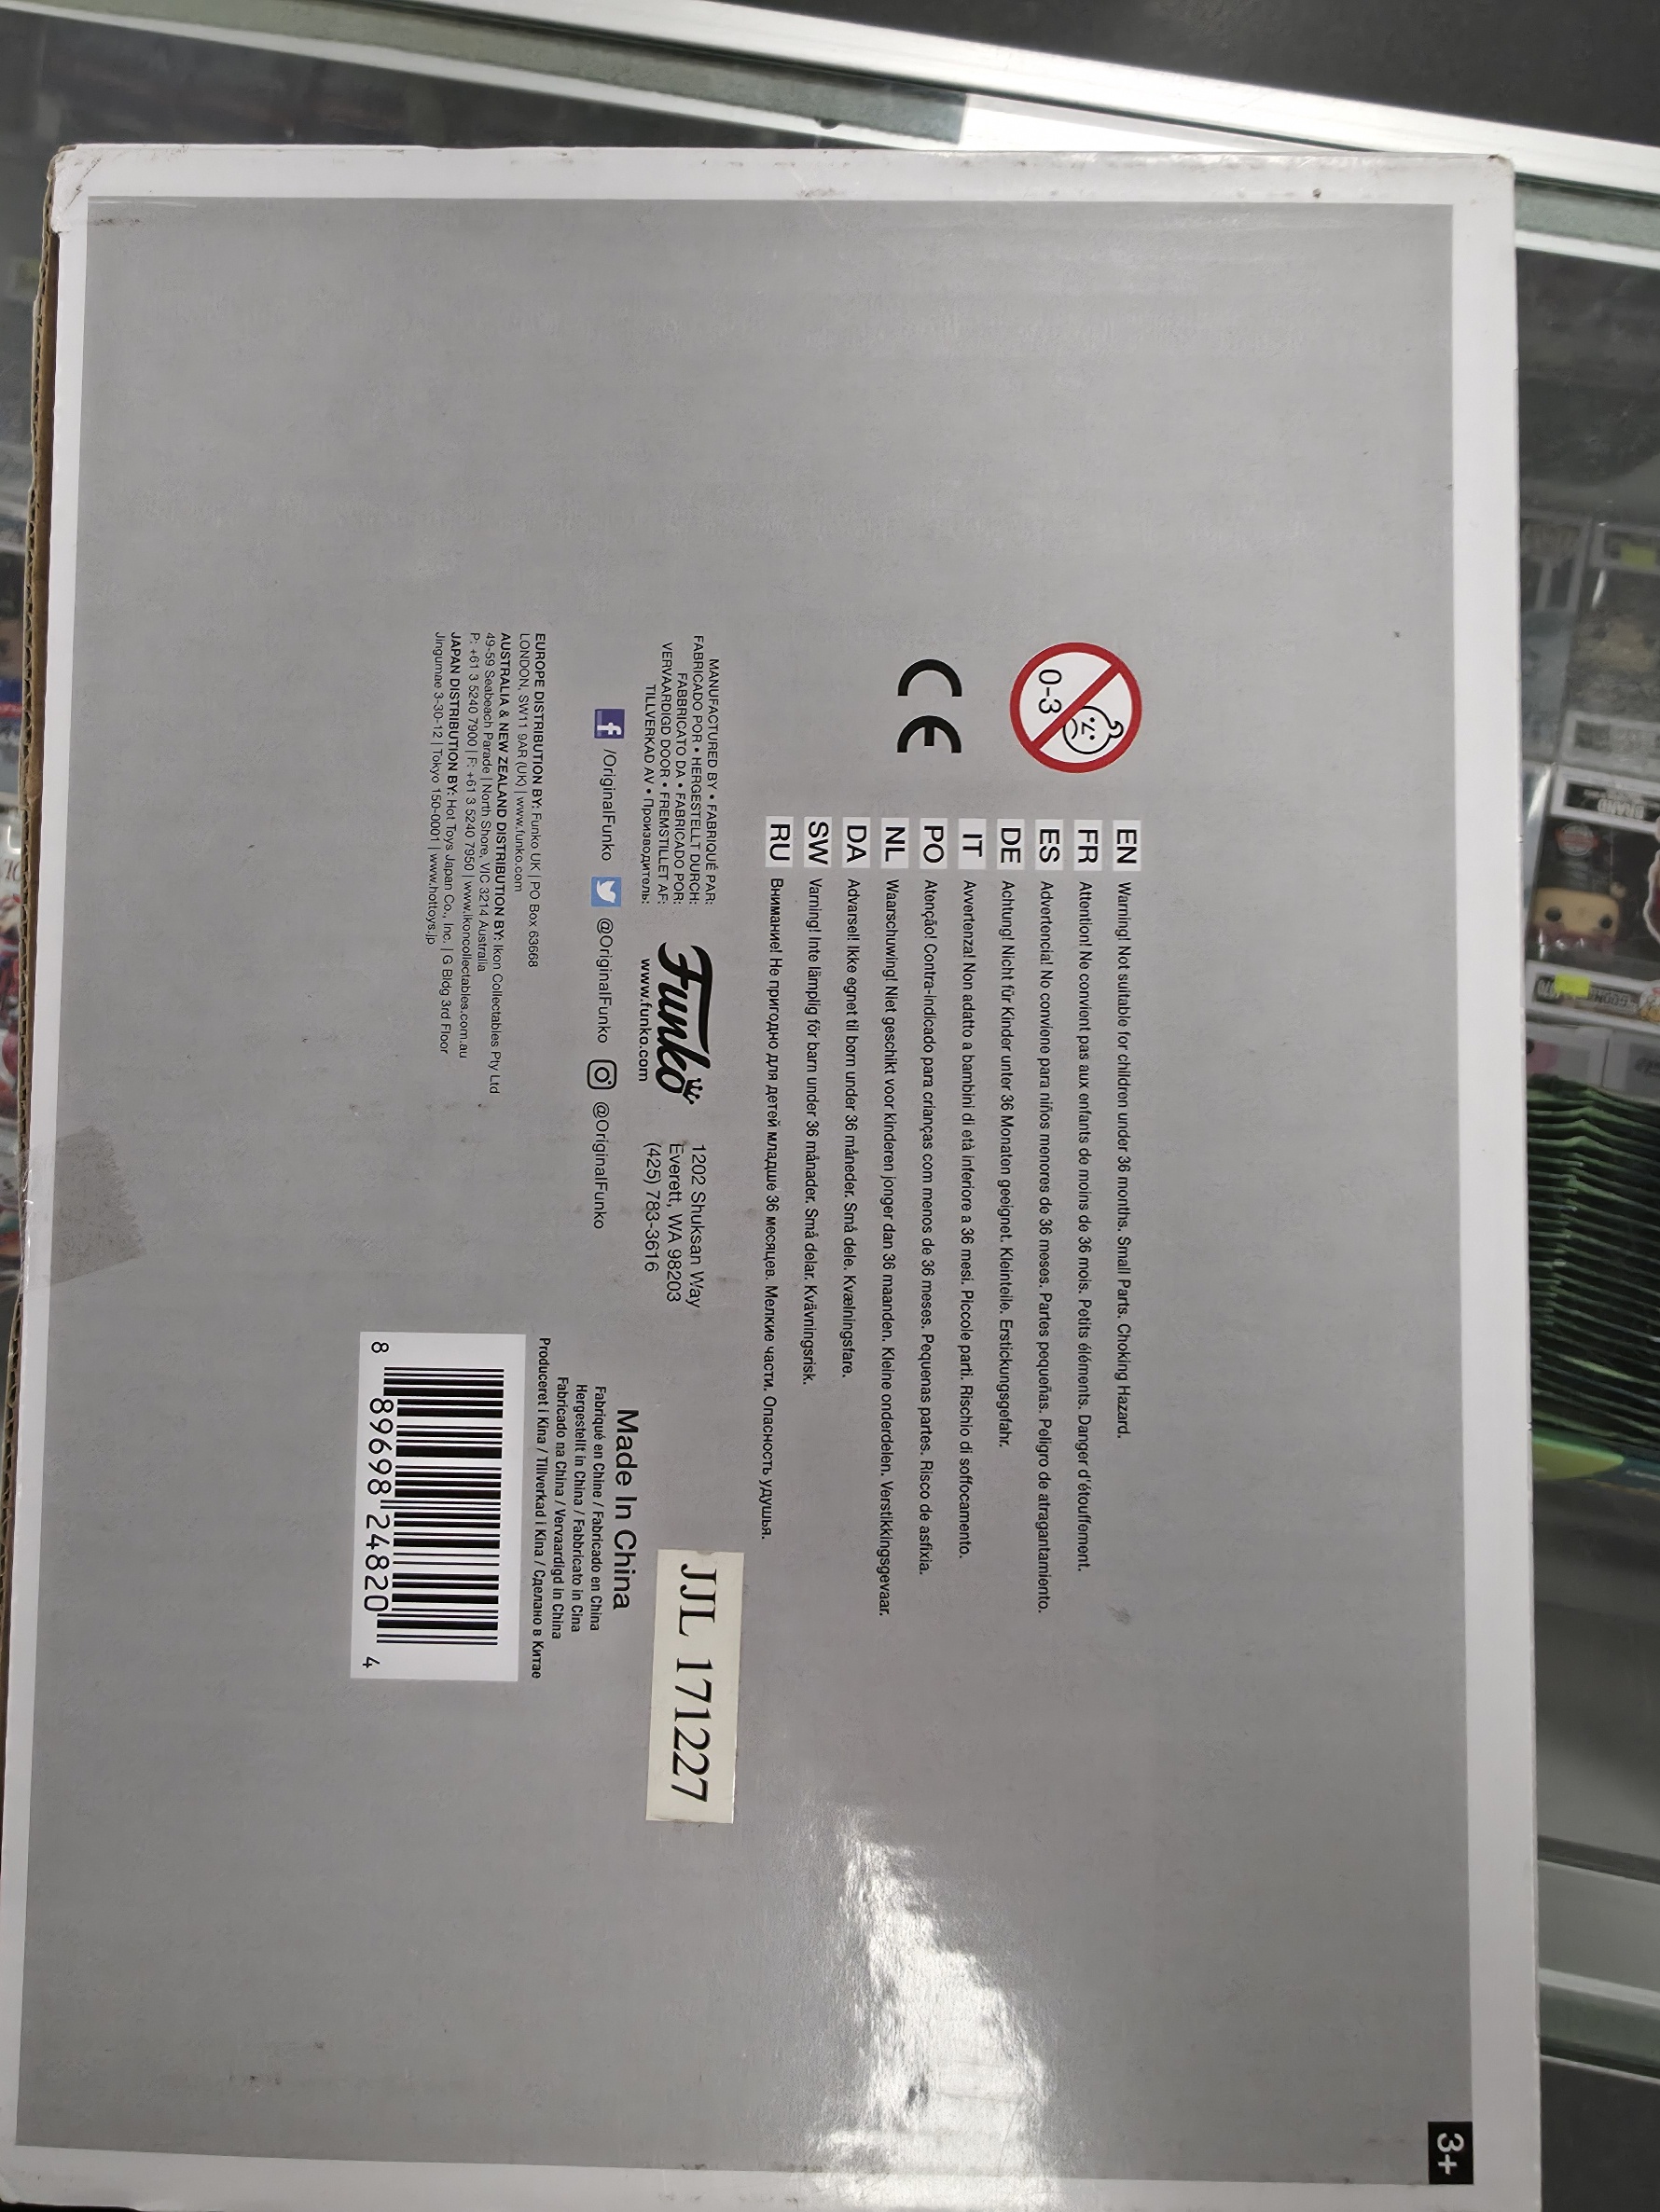 EN Warning! Not suitable for children under 36 months. Small Parts. Choking Hazard.
FR Attention! Ne convient pas aux enfants de moins de 36 mois. Petits éléments. Danger d'étouffement.
ES Advertencia! No conviene para niños menores de 36 meses. Partes pequeñas. Peligro de atragantamiento.
DE Achtung! Nicht für Kinder unter 36 Monaten geeignet. Kleinteile. Erstickungsgefahr.
IT Avvertenza! Non adatto a bambini di età inferiore a 36 mesi. Piccole parti. Rischio di soffocamento.
PO Atenção! Contra-indicado para crianças com menos de 36 meses. Pequenas partes. Risco de asfixia.
NL Waarschuwing! Niet geschikt voor kinderen jonger dan 36 maanden. Kleine onderdelen. Verstikkingsgevaar.
DA Advarsel! Ikke egnet til born under 36 måneder. Små dele. Kvælningsfare.
SW Varning! Inte lämplig för barn under 36 månader. Små delar. Kvävningsrisk.
RU Внимание! Не пригодно для детей младше 36 месяцев. Мелкие части. Опасность удушья.
0-3
CE
MANUFACTURED BY • FABRIQUÉ PAR:
FABRICADO POR • HERGESTELLT DURCH:
FABBRICATO DA • FABRICADO POR:
VERVAARDIGD DOOR • FREMSTILLET AF:
TILLVERKAD AV • Производитель:
Funko
www.funko.com
1202 Shuksan Way
Everett, WA 98203
(425) 783-3616
JJL 171227
f /OriginalFunko @OriginalFunko @OriginalFunko
Made In China
Fabriqué en Chine / Fabricado en China
Hergestellt in China / Fabbricato in Cina
Fabricado na China / Vervaardigd in China
Produceret i Kina / Tillverkad i Kina / Сделано в Китае
EUROPE DISTRIBUTION BY: Funko UK | PO Box 63668
LONDON, SW11 9AR (UK) | www.funko.com
AUSTRALIA & NEW ZEALAND DISTRIBUTION BY: Ikon Collectables Pty Ltd
49-59 Seabeach Parade | North Shore, VIC 3214 Australia
P: +61 3 5240 7900 | F: +61 3 5240 7950 | www.ikoncollectables.com.au
JAPAN DISTRIBUTION BY: Hot Toys Japan Co., Inc. | G Bldg 3rd Floor
Jingumae 3-30-12 | Tokyo 150-0001 | www.hottoys.jp
8 89698 24820 4
3+